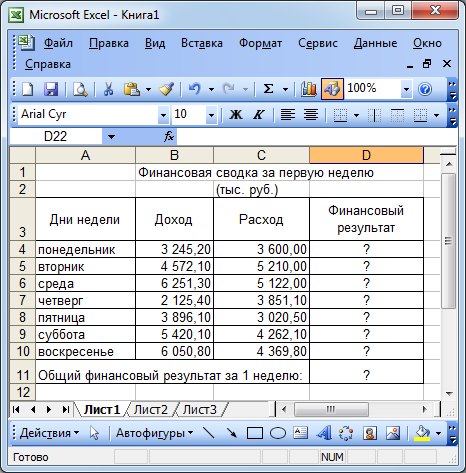 Microsoft Excel - Книга1
Файл Правка Вид Вставка Формат Сервис Данные Окно
Справка
100%
Arial Cyr 10 Ж К
D22 fx
A B C D
1 Финансовая сводка за первую неделю
2 (тыс. руб.)
3 Дни недели Доход Расход Финансовый результат
4 понедельник 3 245,20 3 600,00 ?
5 вторник 4 572,10 5 210,00 ?
6 среда 6 251,30 5 122,00 ?
7 четверг 2 125,40 3 851,10 ?
8 пятница 3 896,10 3 020,50 ?
9 суббота 5 420,10 4 262,10 ?
10 воскресенье 6 050,80 4 369,80 ?
11 Общий финансовый результат за 1 неделю: ?
12
Лист1 Лист2 Лист3
Действия Автофигуры
Готово NUM